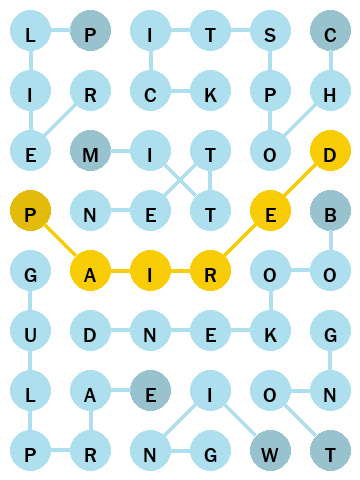 L P I T S C
I R C K P H
E M I T O D
P N E T E B
G A I R O O
U D N E K G
L A E I O N
P R N G W T